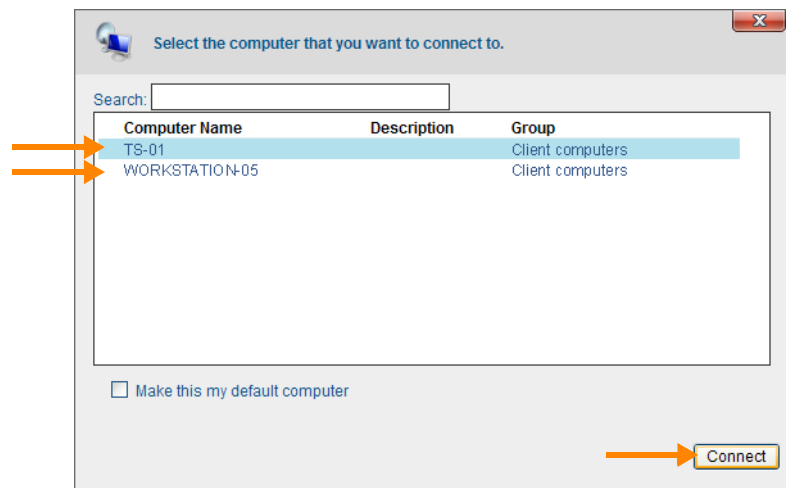 Select the computer that you want to connect to.
Search:
Computer Name Description Group
TS-01 Client computers
WORKSTATION-05 Client computers
Make this my default computer
Connect